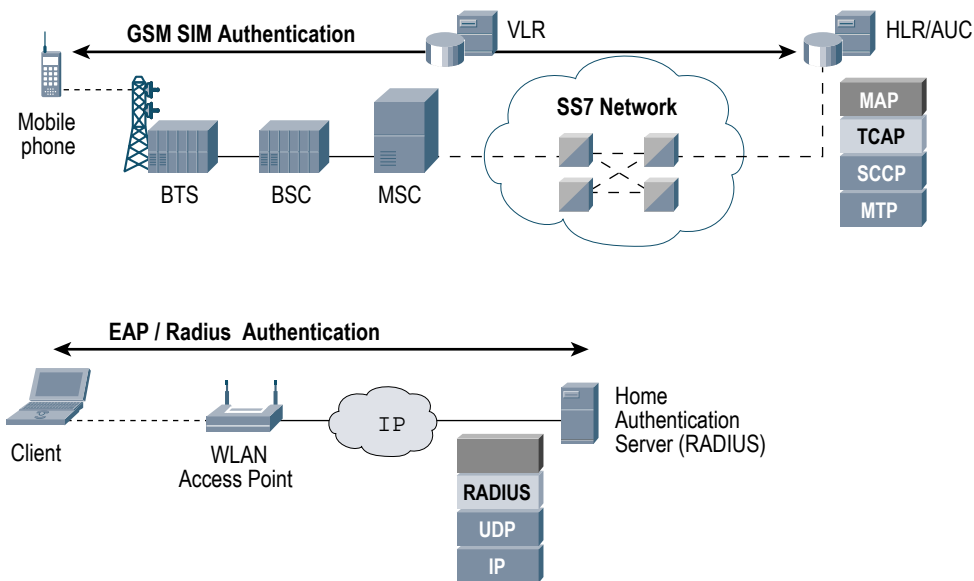 GSM SIM Authentication
VLR
HLR/AUC
Mobile
phone
BTS
BSC
MSC
SS7 Network
MAP
TCAP
SCCP
MTP
EAP / Radius Authentication
Client
WLAN
Access Point
IP
Home
Authentication
Server (RADIUS)
RADIUS
UDP
IP